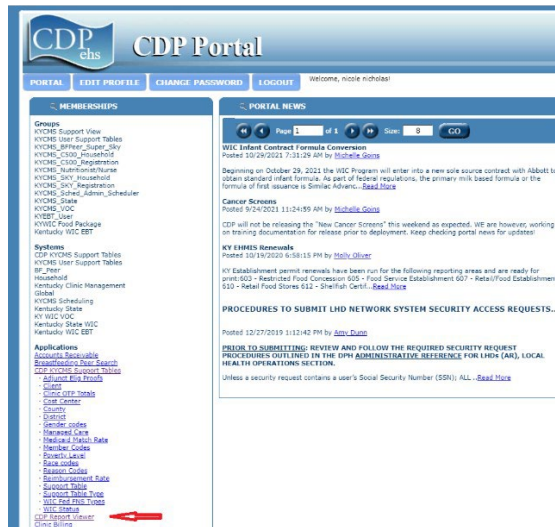 CDP
ehs
CDP Portal
PORTAL EDIT PROFILE CHANGE PASSWORD LOGOUT Welcome, nicole nicholas!
MEMBERSHIPS
Groups
KYCMS Support View
KYCMS User Support Tables
KYCMS_BFPeer_Super_Sky
KYCMS_C500_Household
KYCMS_C500_Registration
KYCMS_Nutritionist/Nurse
KYCMS_SKY_Household
KYCMS_SKY_Registration
KYCMS_Sched_Admin_Scheduler
KYCMS_State
KYCMS_VOC
KYEBT_User
KYWIC Food Package
Kentucky WIC EBT
Systems
CDP KYCMS Support Tables
KYCMS User Support Tables
BF_Peer
Household
Kentucky Clinic Management
Global
KYCMS Scheduling
Kentucky State
KY WIC VOC
Kentucky State WIC
Kentucky WIC EBT
Applications
Accounts Receivable
Breastfeeding Peer Search
CDP KYCMS Support Tables
- Adjunct Elig Proofs
- Client
- Clinic OTP Totals
- Cost Center
- County
- District
- Gender codes
- Managed Care
- Medicaid Match Rate
- Member Codes
- Poverty Level
- Race codes
- Reason Codes
- Reimbursement Rate
- Support Table
- Support Table Type
- WIC Fed FNS Types
- WIC Status
CDP Report Viewer
Clinic Billing
PORTAL NEWS
Page 1 of 1 Size: 8 GO
WIC Infant Contract Formula Conversion
Posted 10/29/2021 7:31:29 AM by Michelle Goins
Beginning on October 29, 2021 the WIC Program will enter into a new sole source contract with Abbott to
obtain standard infant formula. As part of federal regulations, the primary milk based formula or the
formula of first issuance is Similac Advanc...Read More
Cancer Screens
Posted 9/24/2021 11:24:59 AM by Michelle Goins
CDP will not be releasing the "New Cancer Screens" this weekend as expected. WE are however, working
on training documentation for release prior to deployment. Keep checking portal news for updates!
KY EHMIS Renewals
Posted 10/19/2020 6:58:15 PM by Molly Oliver
KY Establishment permit renewals have been run for the following reporting areas and are ready for
print:603 - Restricted Food Concession 605 - Food Service Establishment 607 - Retail/Food Establishment
610 - Retail Food Stores 612 - Shellfish Certif...Read More
PROCEDURES TO SUBMIT LHD NETWORK SYSTEM SECURITY ACCESS REQUESTS..
Posted 12/27/2019 1:12:42 PM by Amy Dunn
PRIOR TO SUBMITTING: REVIEW AND FOLLOW THE REQUIRED SECURITY REQUEST
PROCEDURES OUTLINED IN THE DPH ADMINISTRATIVE REFERENCE FOR LHDs (AR), LOCAL
HEALTH OPERATIONS SECTION.
Unless a security request contains a user's Social Security Number (SSN); ALL ..Read More